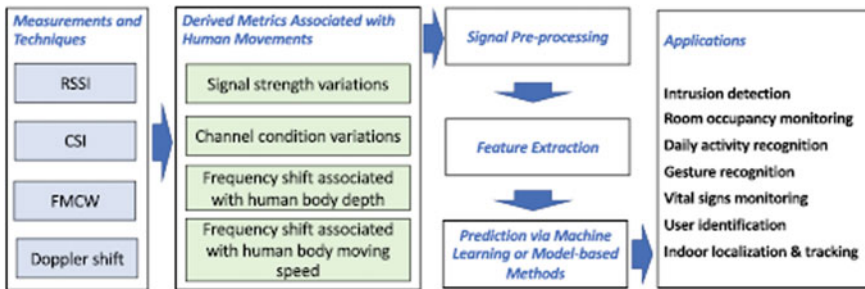 Measurements and
Techniques
RSSI
CSI
FMCW
Doppler shift
Derived Metrics Associated with
Human Movements
Signal strength variations
Channel condition variations
Frequency shift associated
with human body depth
Frequency shift associated
with human body moving
speed
Signal Pre-processing
Feature Extraction
Prediction via Machine
Learning or Model-based
Methods
Applications
Intrusion detection
Room occupancy monitoring
Daily activity recognition
Gesture recognition
Vital signs monitoring
User identification
Indoor localization & tracking